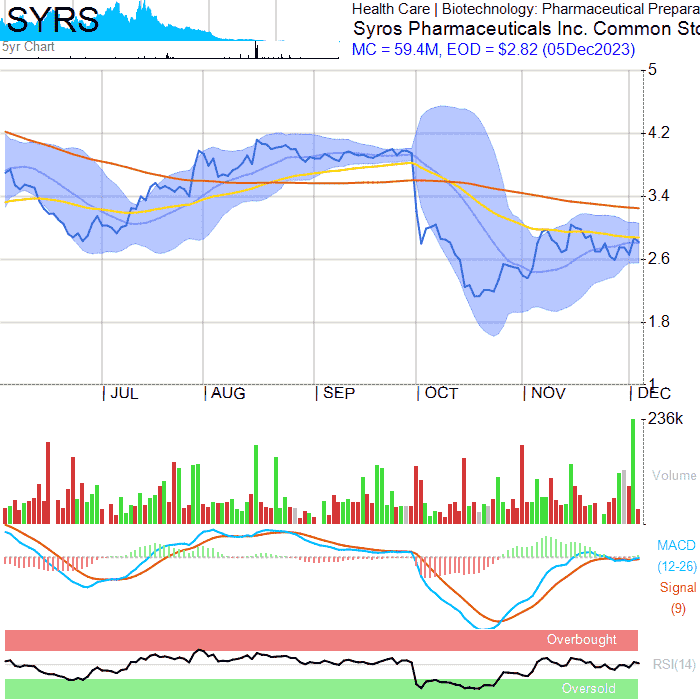 SYRS
5yr Chart
Health Care | Biotechnology: Pharmaceutical Prepara
Syros Pharmaceuticals Inc. Common Sto
MC = 59.4M, EOD = $2.82 (05Dec2023)
5
4.2
3.4
2.6
1.8
1
JUL
AUG
SEP
OCT
NOV
DEC
236k
Volume
MACD
(12-26)
Signal
(9)
Overbought
RSI(14)
Oversold